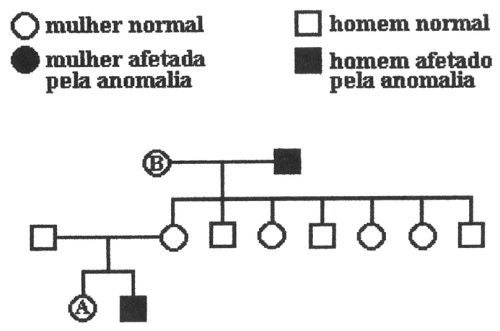 mulher normal
homem normal
mulher afetada
pela anomalia
homem afetado
pela anomalia
B
A